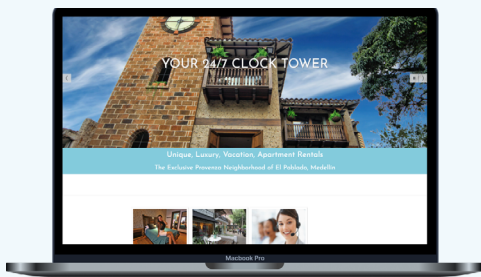 YOUR 24/7 CLOCK TOWER
Unique, Luxury, Vacation, Apartment Rentals
The Exclusive Provenza Neighborhood of El Poblado, Medellin
Macbook Pro